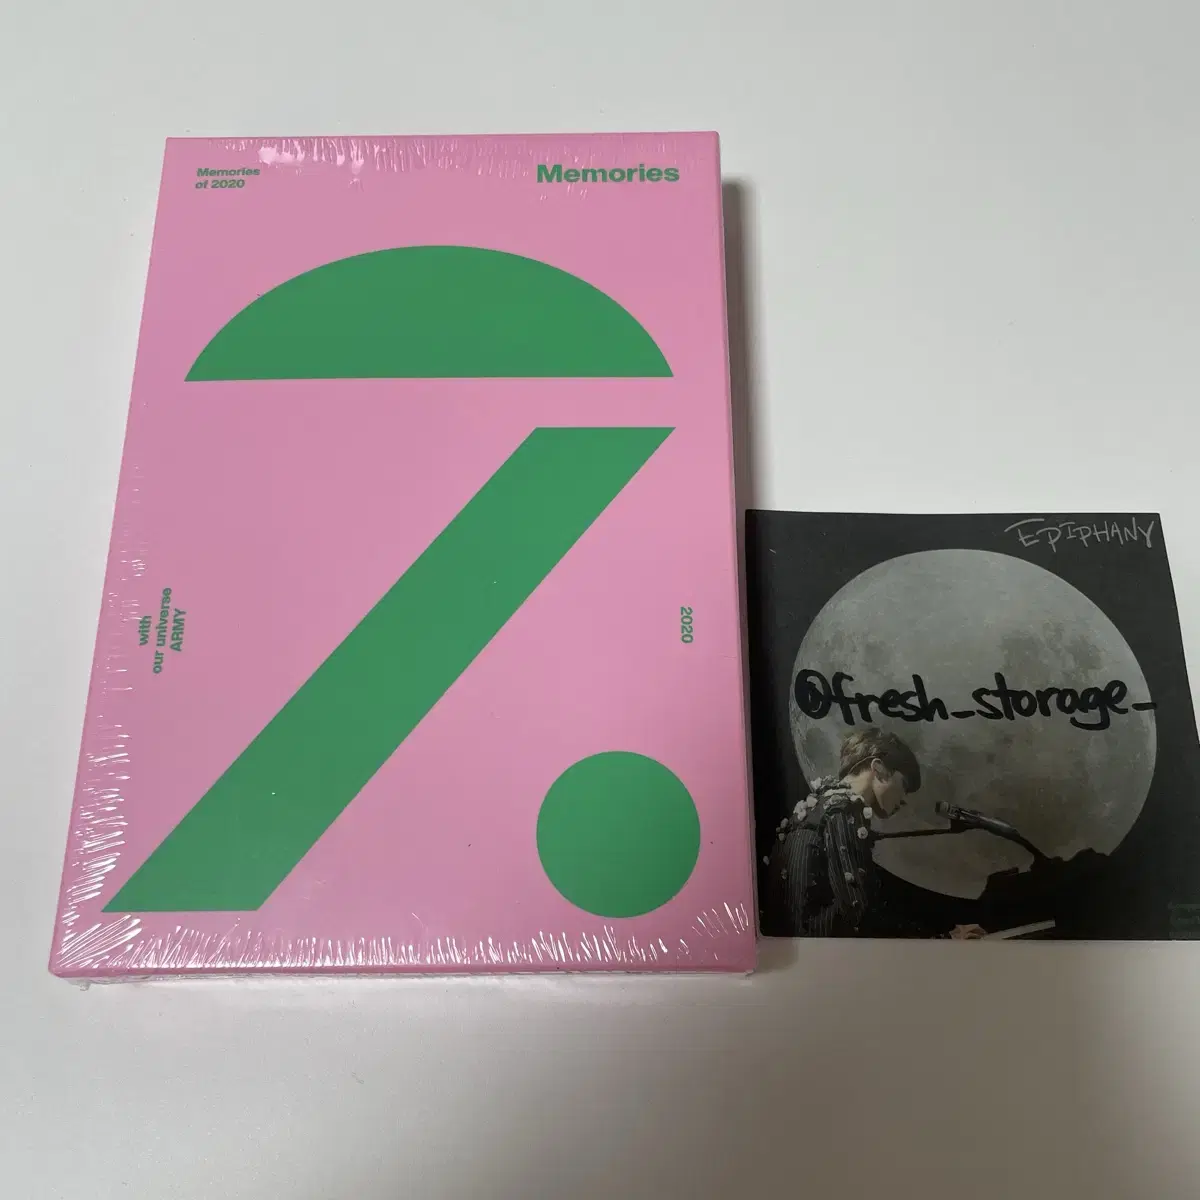 Memories
of 2020
Memories
with
our universe
ARMY
2020
EPIPHANY
@fresh_storage_